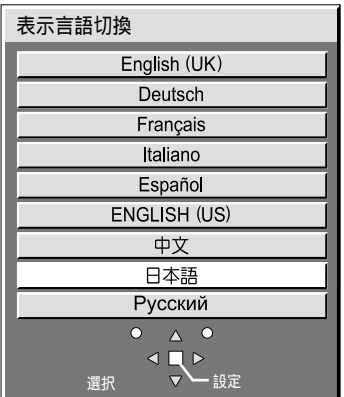 表示言語切換
English (UK)
Deutsch
Français
Italiano
Español
ENGLISH (US)
中文
日本語
Русский
選択
設定